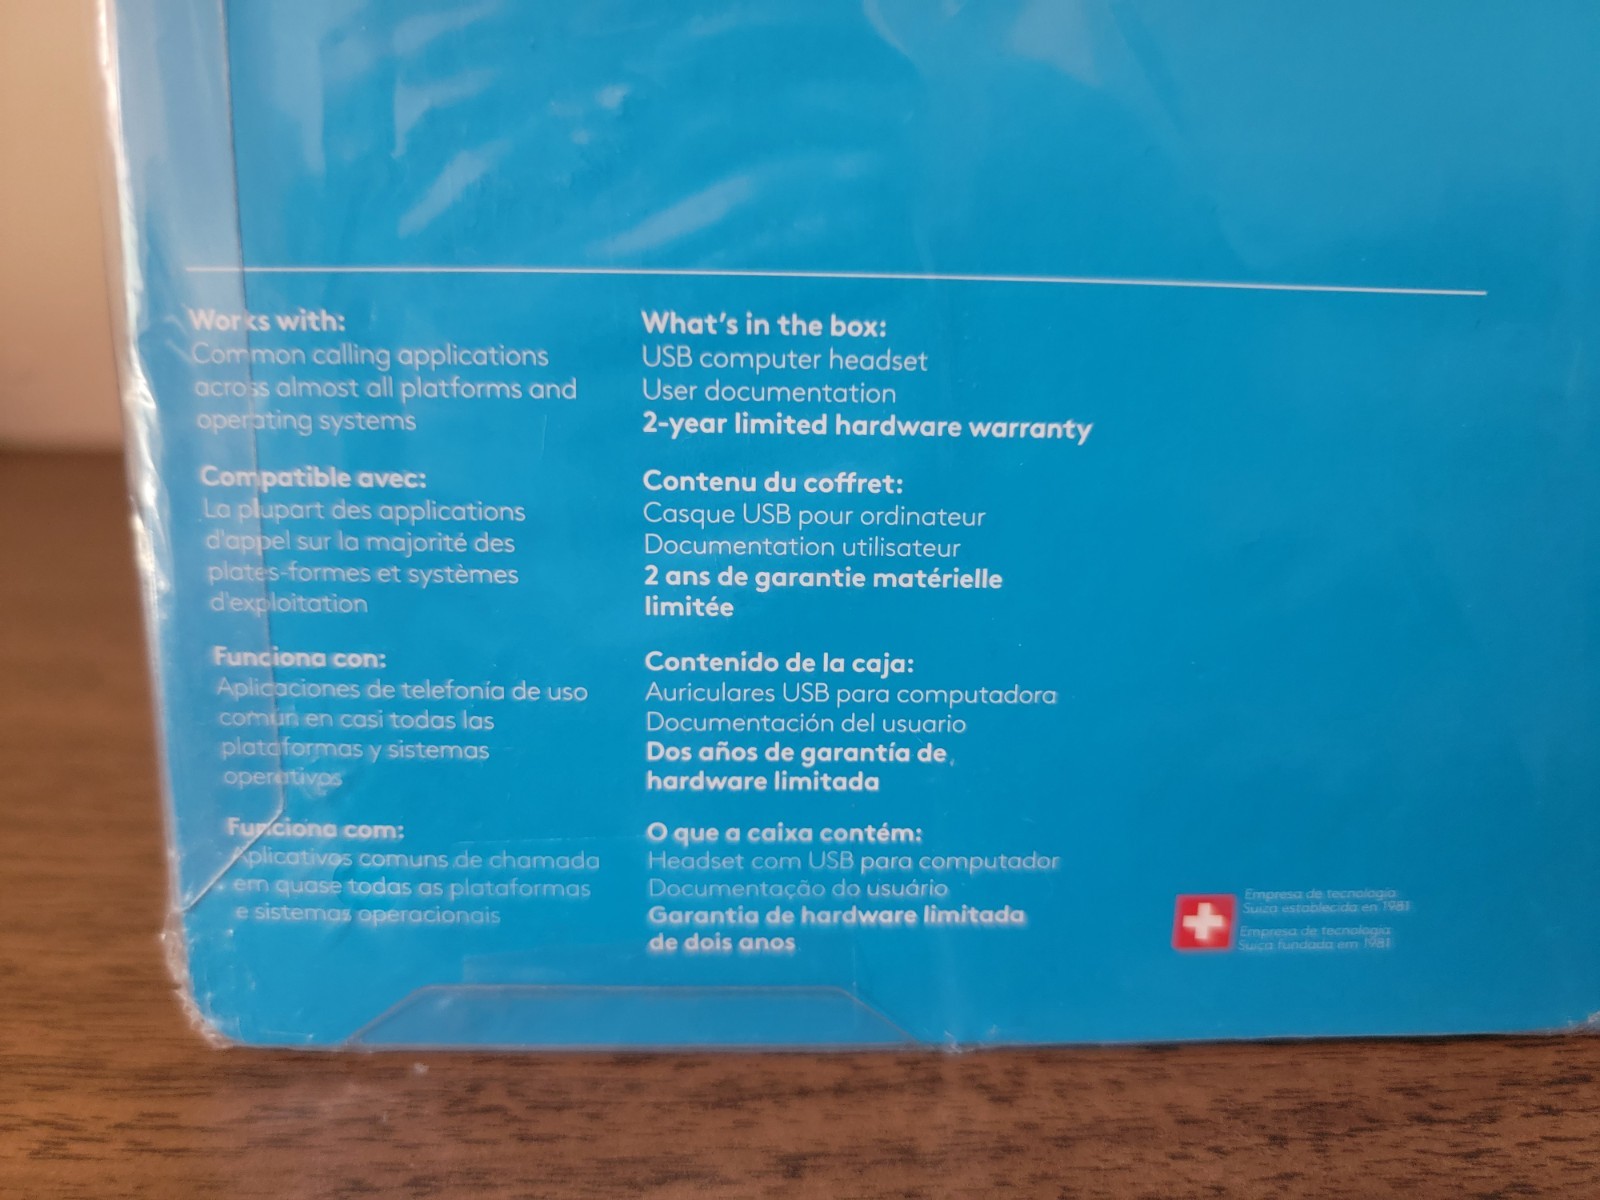 Works with:
Common calling applications
across almost all platforms and
operating systems
Compatible avec:
La plupart des applications
d'appel sur la majorité des
plates-formes et systèmes
d'exploitation
Funciona con:
Aplicaciones de telefonía de uso
común en casi todas las
plataformas y sistemas
operativos
Funciona com:
Aplicativos comuns de chamada
em quase todas as plataformas
e sistemas operacionais
What's in the box:
USB computer headset
User documentation
2-year limited hardware warranty
Contenu du coffret:
Casque USB pour ordinateur
Documentation utilisateur
2 ans de garantie matérielle
limitée
Contenido de la caja:
Auriculares USB para computadora
Documentación del usuario
Dos años de garantía de
hardware limitada
O que a caixa contém:
Headset com USB para computador
Documentação do usuário
Garantia de hardware limitada
de dois anos
Empresa de tecnología
Suiza establecida en 1981
Empresa de tecnologia
Suíça fundada em 1981